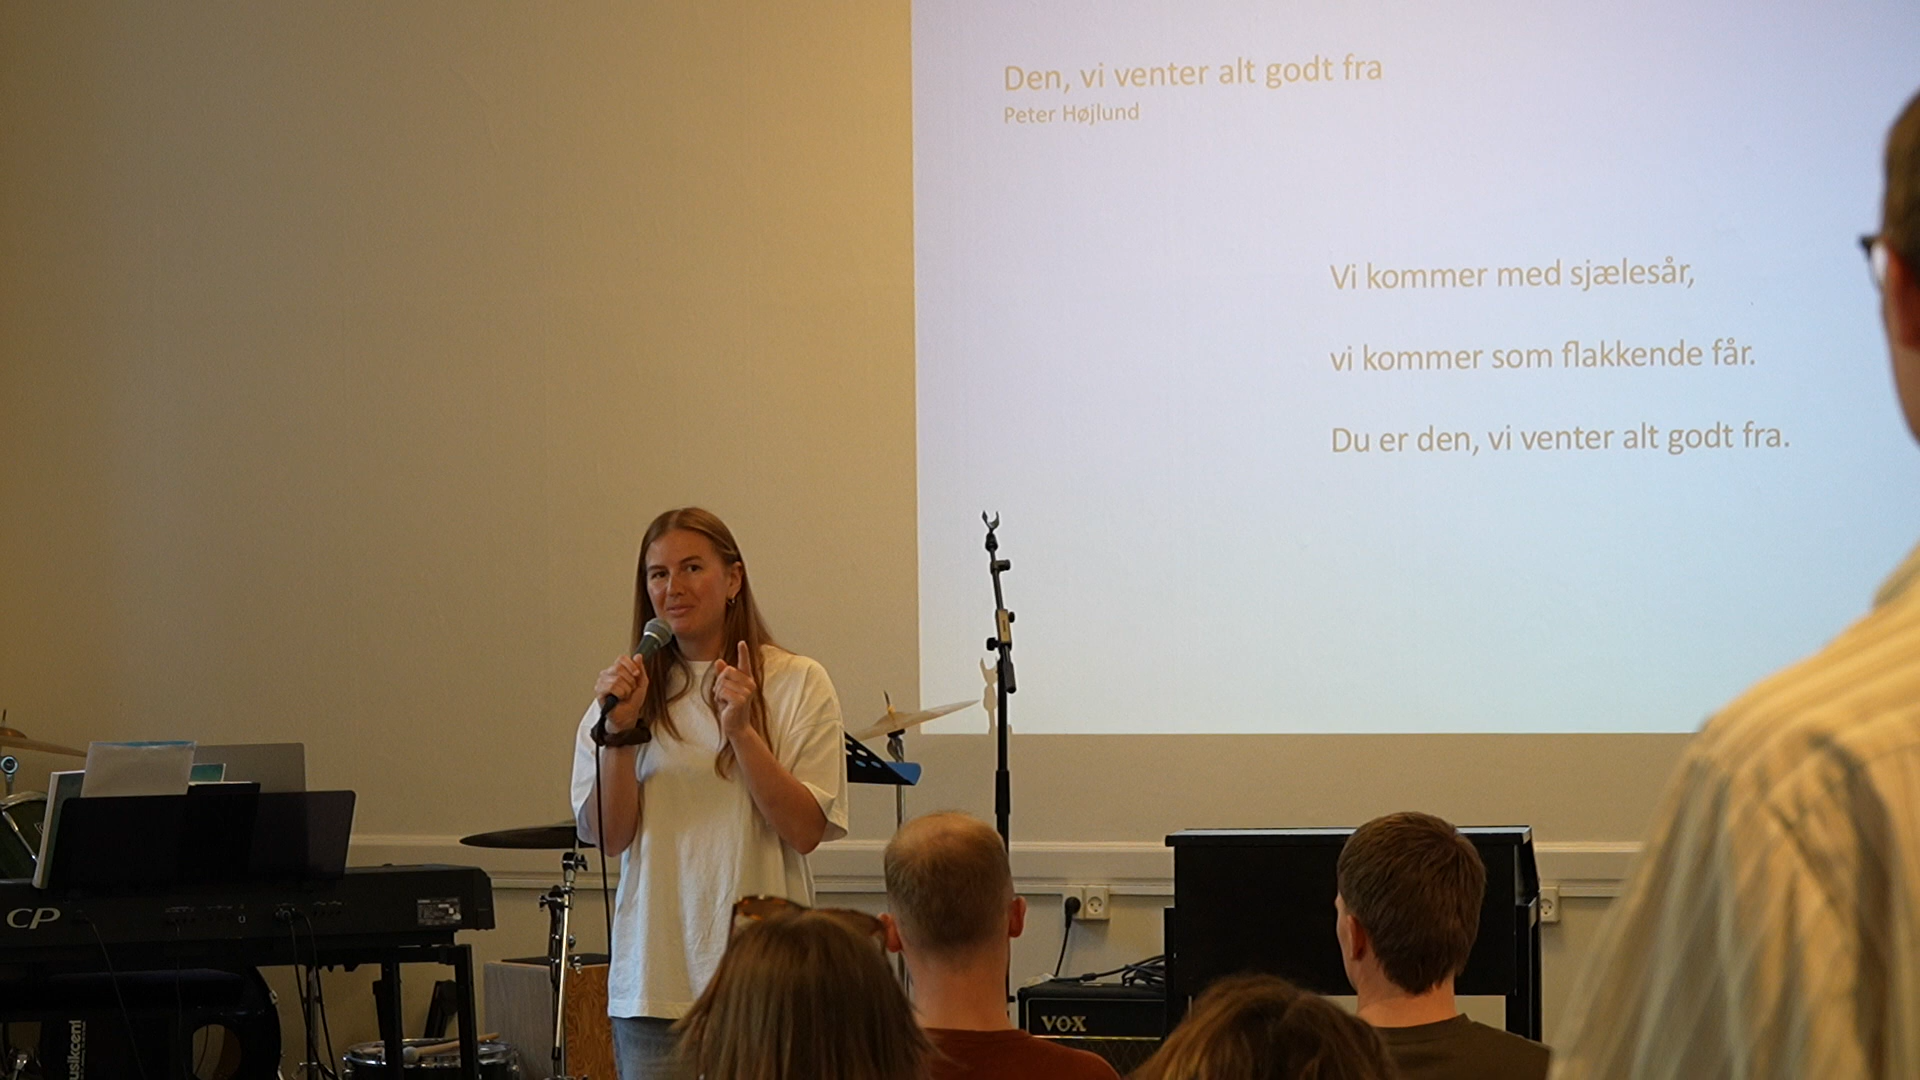 Den, vi venter alt godt fra
Peter Højlund
Vi kommer med sjælesår,
vi kommer som flakkende får.
Du er den, vi venter alt godt fra.
CP
VOX